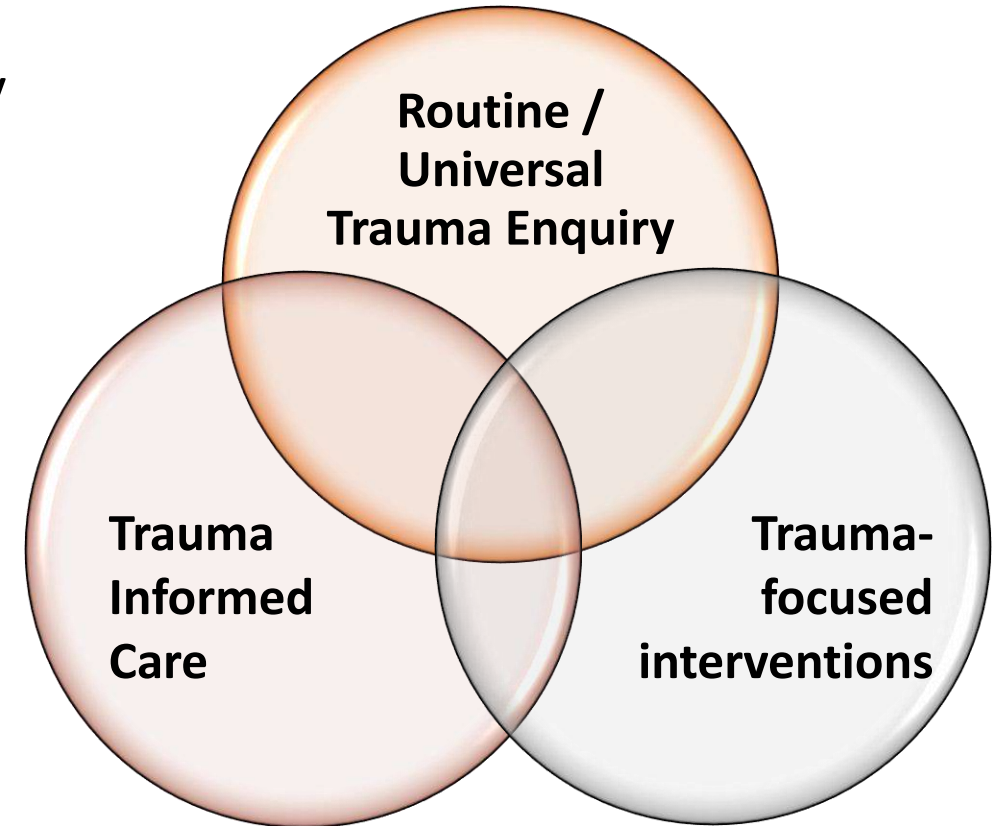 Routine /
Universal
Trauma Enquiry
Trauma
Informed
Care
Trauma-
focused
interventions